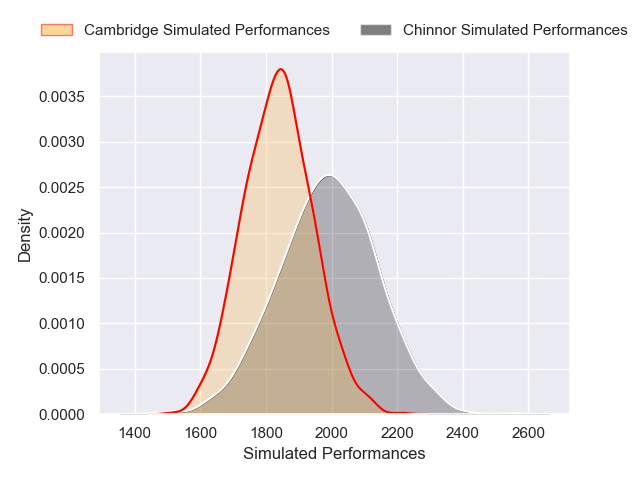 Cambridge Simulated Performances Chinnor Simulated Performances
0.0035
0.0030
0.0025
0.0020
0.0015
0.0010
0.0005
0.0000
Density
1400 1600 1800 2000 2200 2400 2600
Simulated Performances